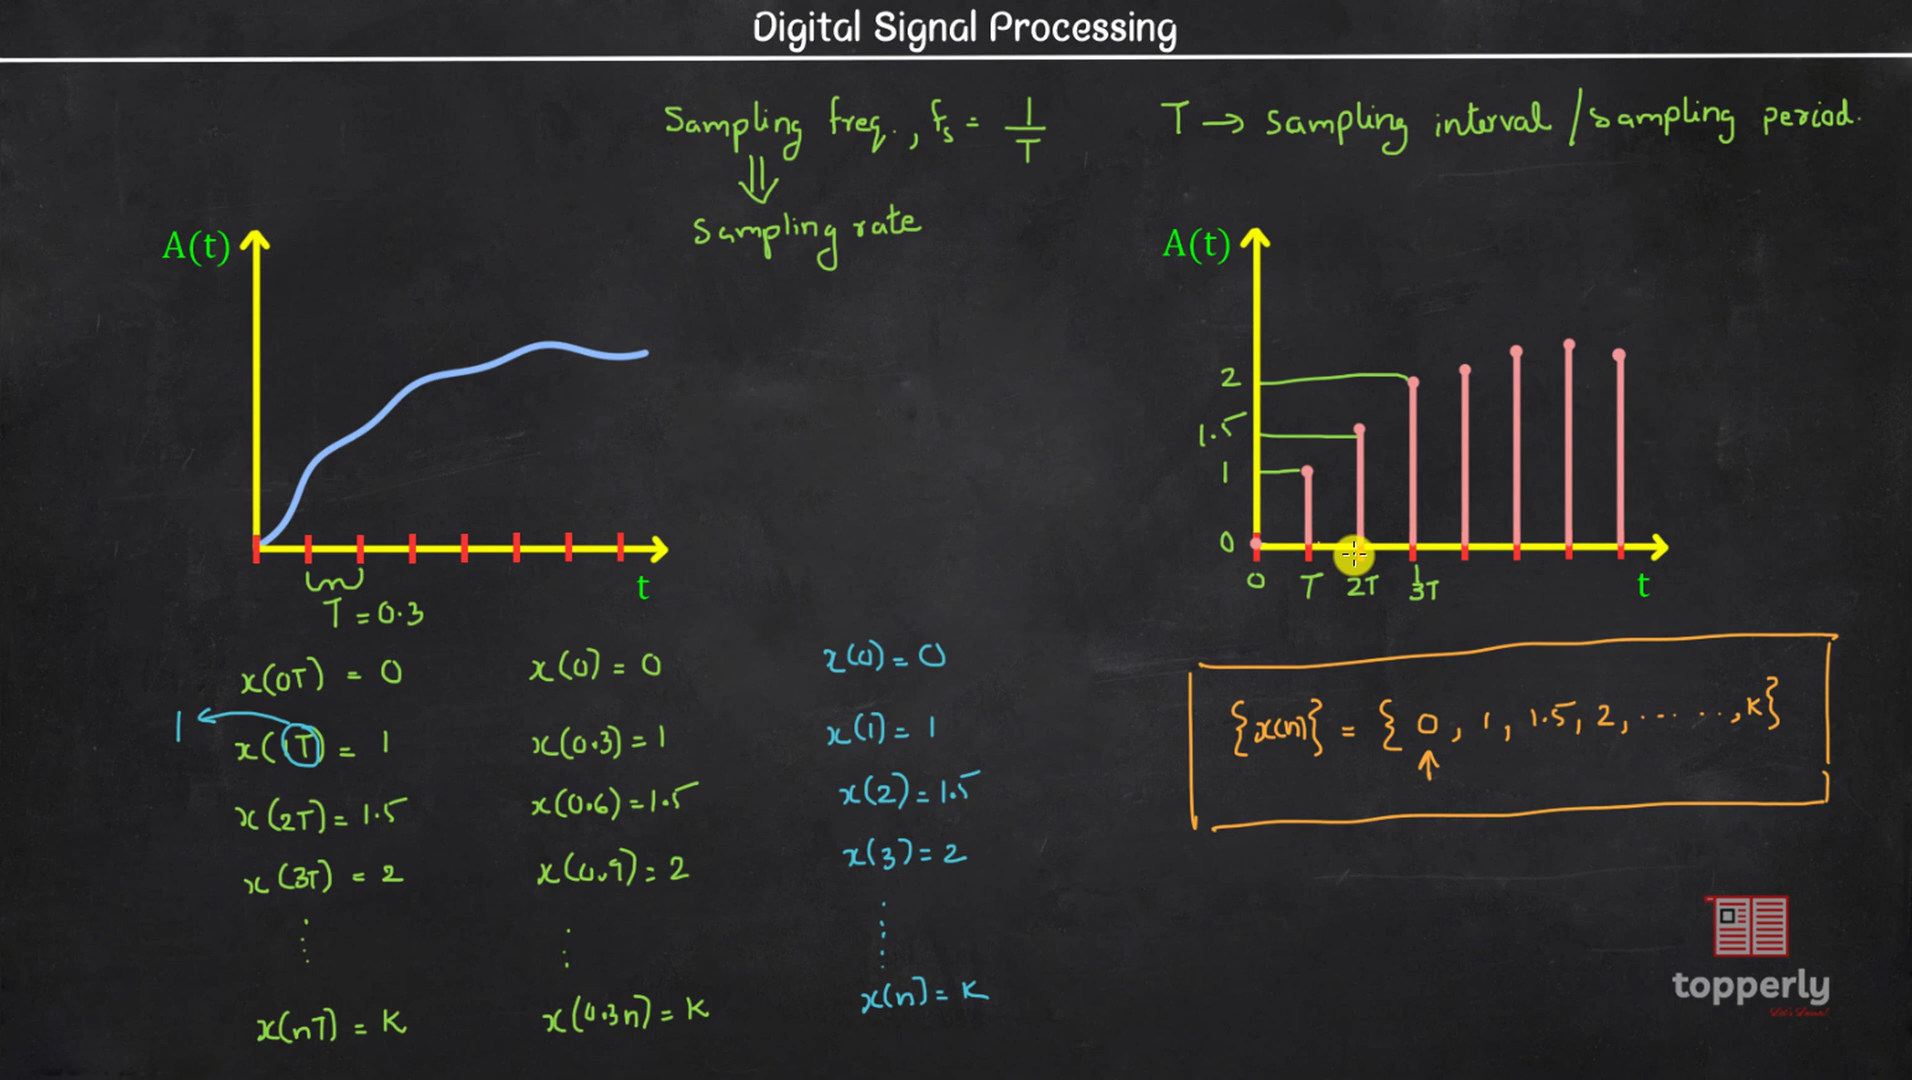 Digital Signal Processing
Sampling freq., fs = 1/T
⇓
Sampling rate
T → sampling interval / sampling period.
A(t)
t
T = 0.3
A(t)
2
1.5
1
0
0 T 2T 3T
t
x(0T) = 0
1 ← x(1T) = 1
x(2T) = 1.5
x(3T) = 2
⋮
x(nT) = K
x(0) = 0
x(0.3) = 1
x(0.6) = 1.5
x(0.9) = 2
⋮
x(0.3n) = K
x(0) = 0
x(1) = 1
x(2) = 1.5
x(3) = 2
⋮
x(n) = K
{x(n)} = { 0, 1, 1.5, 2, ......, K}
↑
topperly